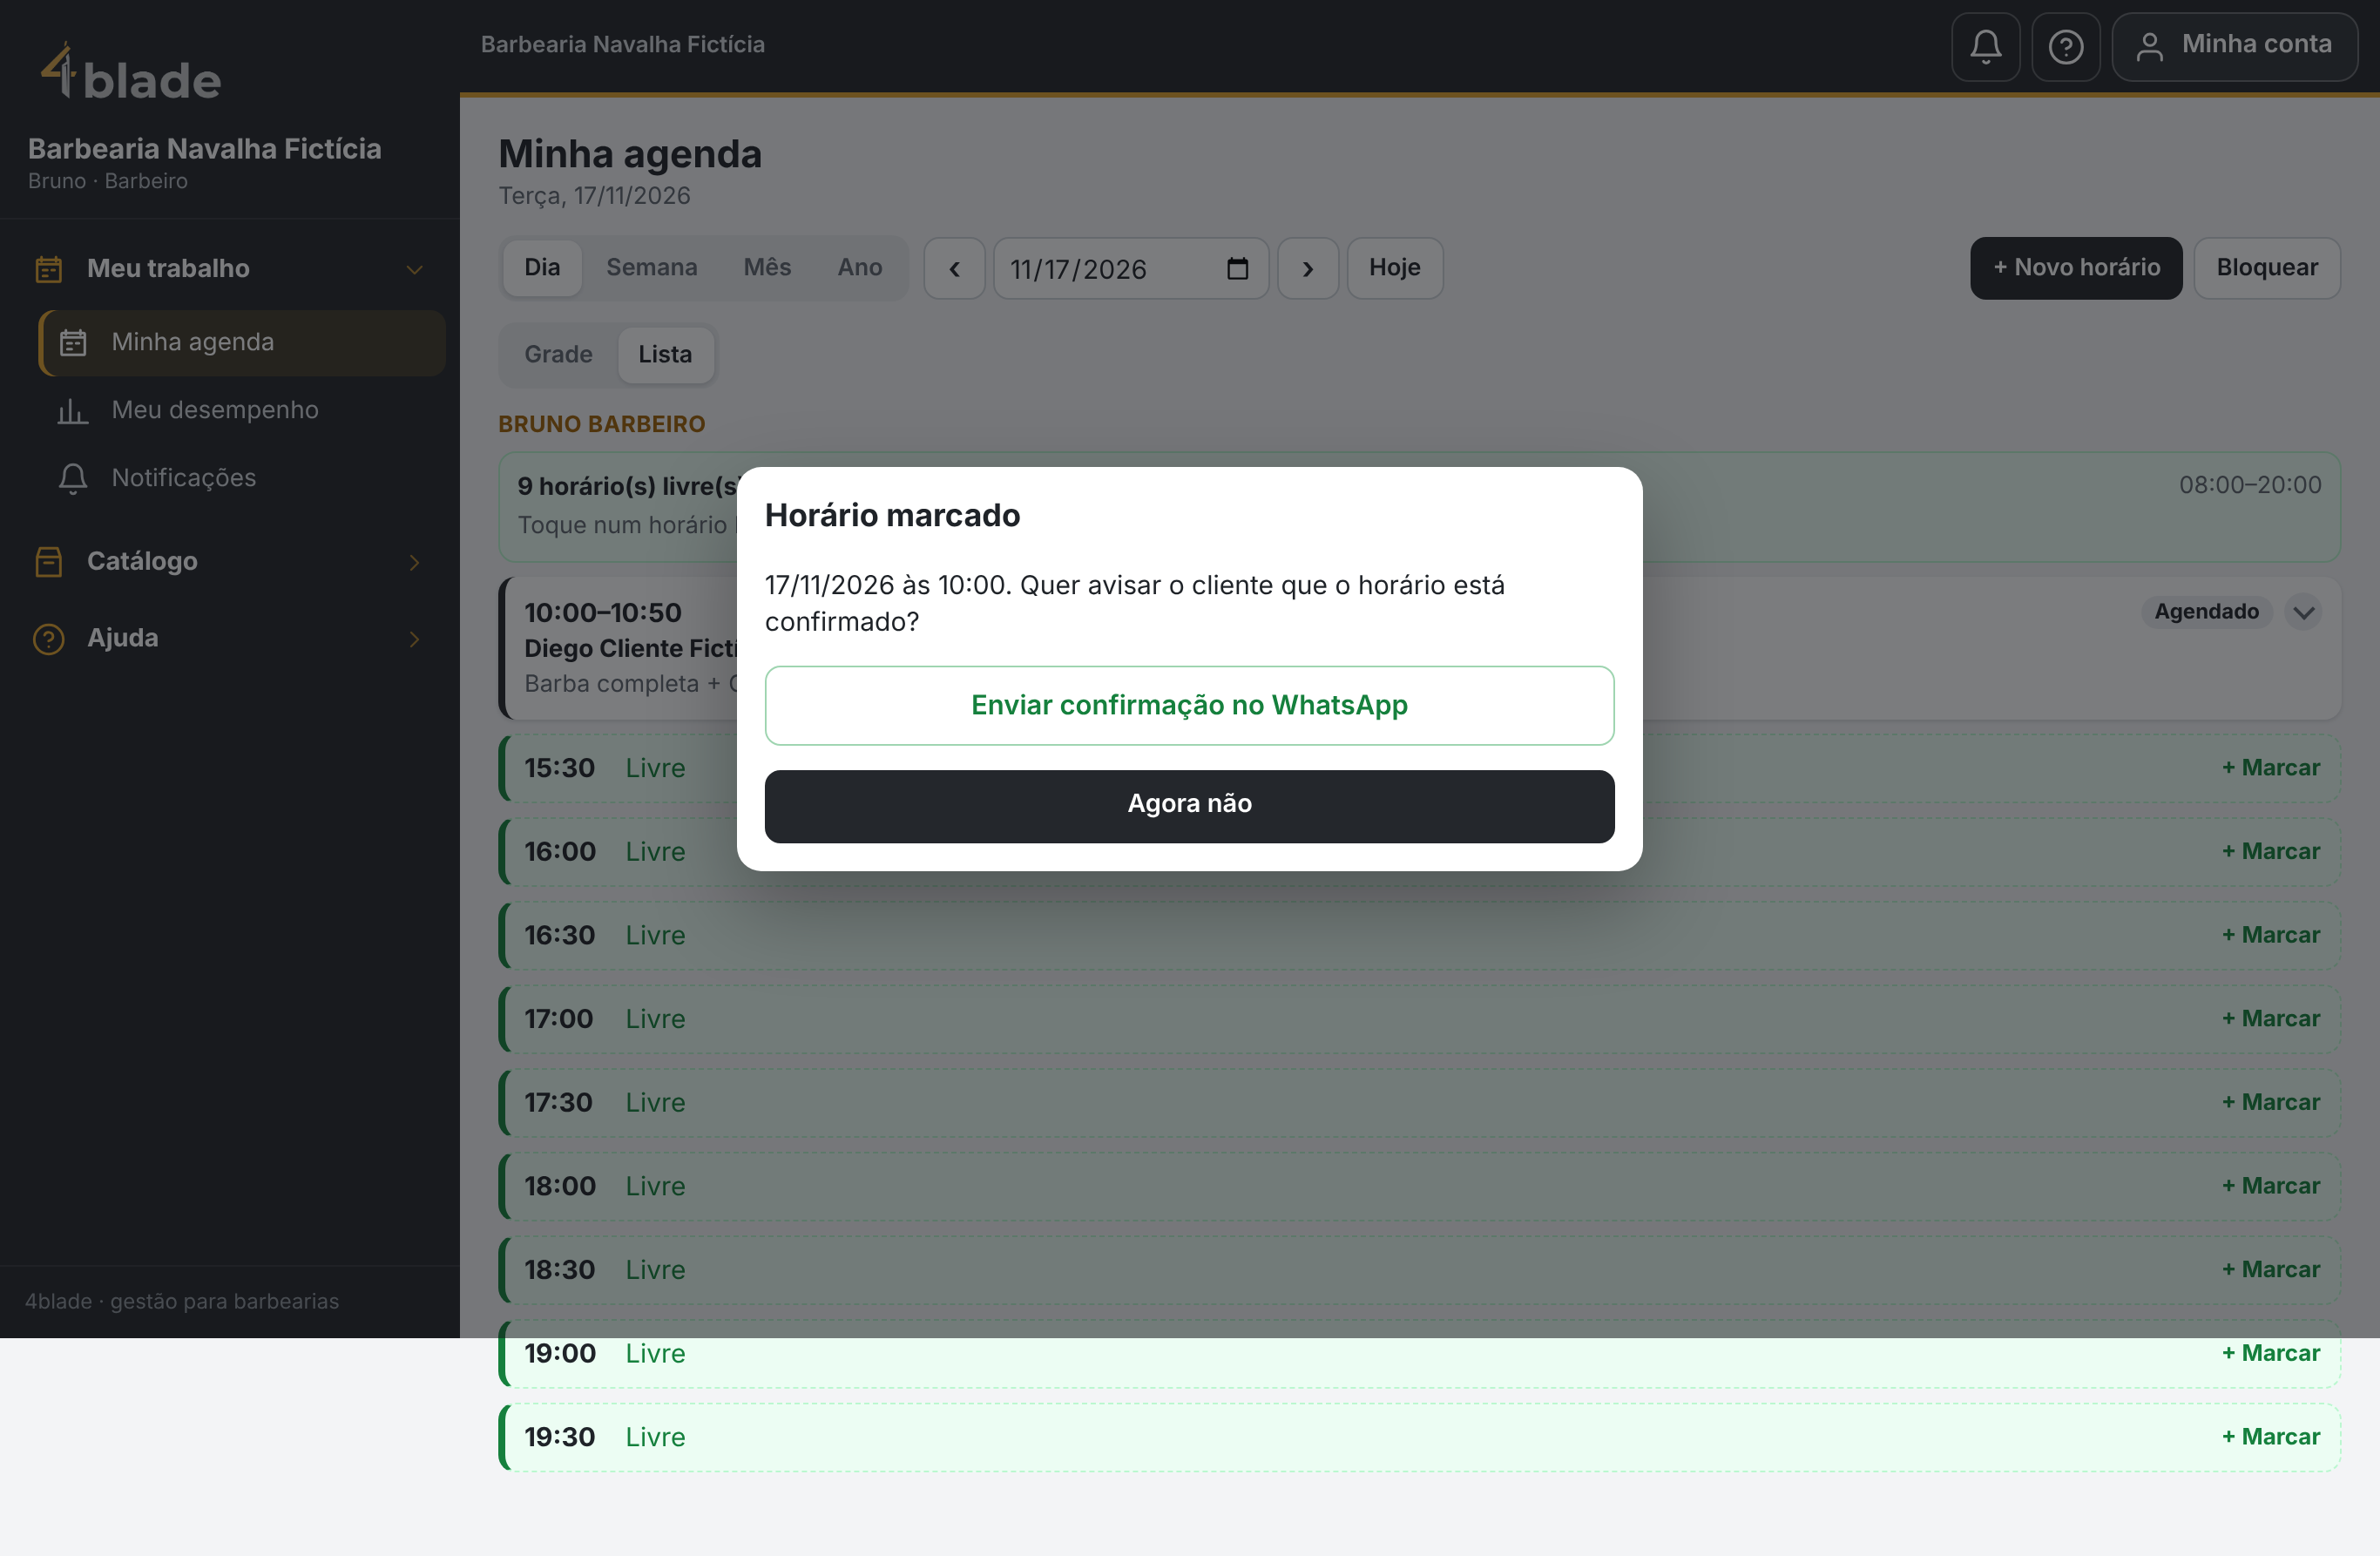 4blade
Barbearia Navalha Fictícia
Bruno · Barbeiro
Meu trabalho
Minha agenda
Meu desempenho
Notificações
Catálogo
Ajuda
4blade · gestão para barbearias
Barbearia Navalha Fictícia
Minha conta
Minha agenda
Terça, 17/11/2026
Dia Semana Mês Ano ‹ 11/17/2026 › Hoje + Novo horário Bloquear
Grade Lista
BRUNO BARBEIRO
9 horário(s) livre(s) 08:00–20:00
Toque num horário
10:00–10:50 Agendado
Diego Cliente
Barba completa +
Horário marcado
17/11/2026 às 10:00. Quer avisar o cliente que o horário está
confirmado?
Enviar confirmação no WhatsApp
Agora não
15:30 Livre + Marcar
16:00 Livre + Marcar
16:30 Livre + Marcar
17:00 Livre + Marcar
17:30 Livre + Marcar
18:00 Livre + Marcar
18:30 Livre + Marcar
19:00 Livre + Marcar
19:30 Livre + Marcar